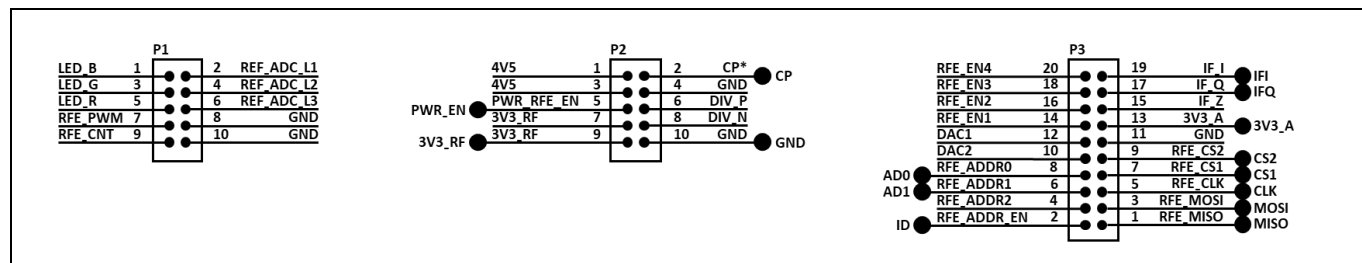 P1
LED_B 1 2 REF_ADC_L1
LED_G 3 4 REF_ADC_L2
LED_R 5 6 REF_ADC_L3
RFE_PWM 7 8 GND
RFE_CNT 9 10 GND
P2
4V5 1 2 CP* CP
4V5 3 4 GND
PWR_EN PWR_RFE_EN 5 6 DIV_P
3V3_RF 7 8 DIV_N
3V3_RF 3V3_RF 9 10 GND GND
P3
RFE_EN4 20 19 IF_I IFI
RFE_EN3 18 17 IF_Q IFQ
RFE_EN2 16 15 IF_Z
RFE_EN1 14 13 3V3_A 3V3_A
DAC1 12 11 GND
DAC2 10 9 RFE_CS2 CS2
AD0 RFE_ADDR0 8 7 RFE_CS1 CS1
AD1 RFE_ADDR1 6 5 RFE_CLK CLK
RFE_ADDR2 4 3 RFE_MOSI MOSI
ID RFE_ADDR_EN 2 1 RFE_MISO MISO